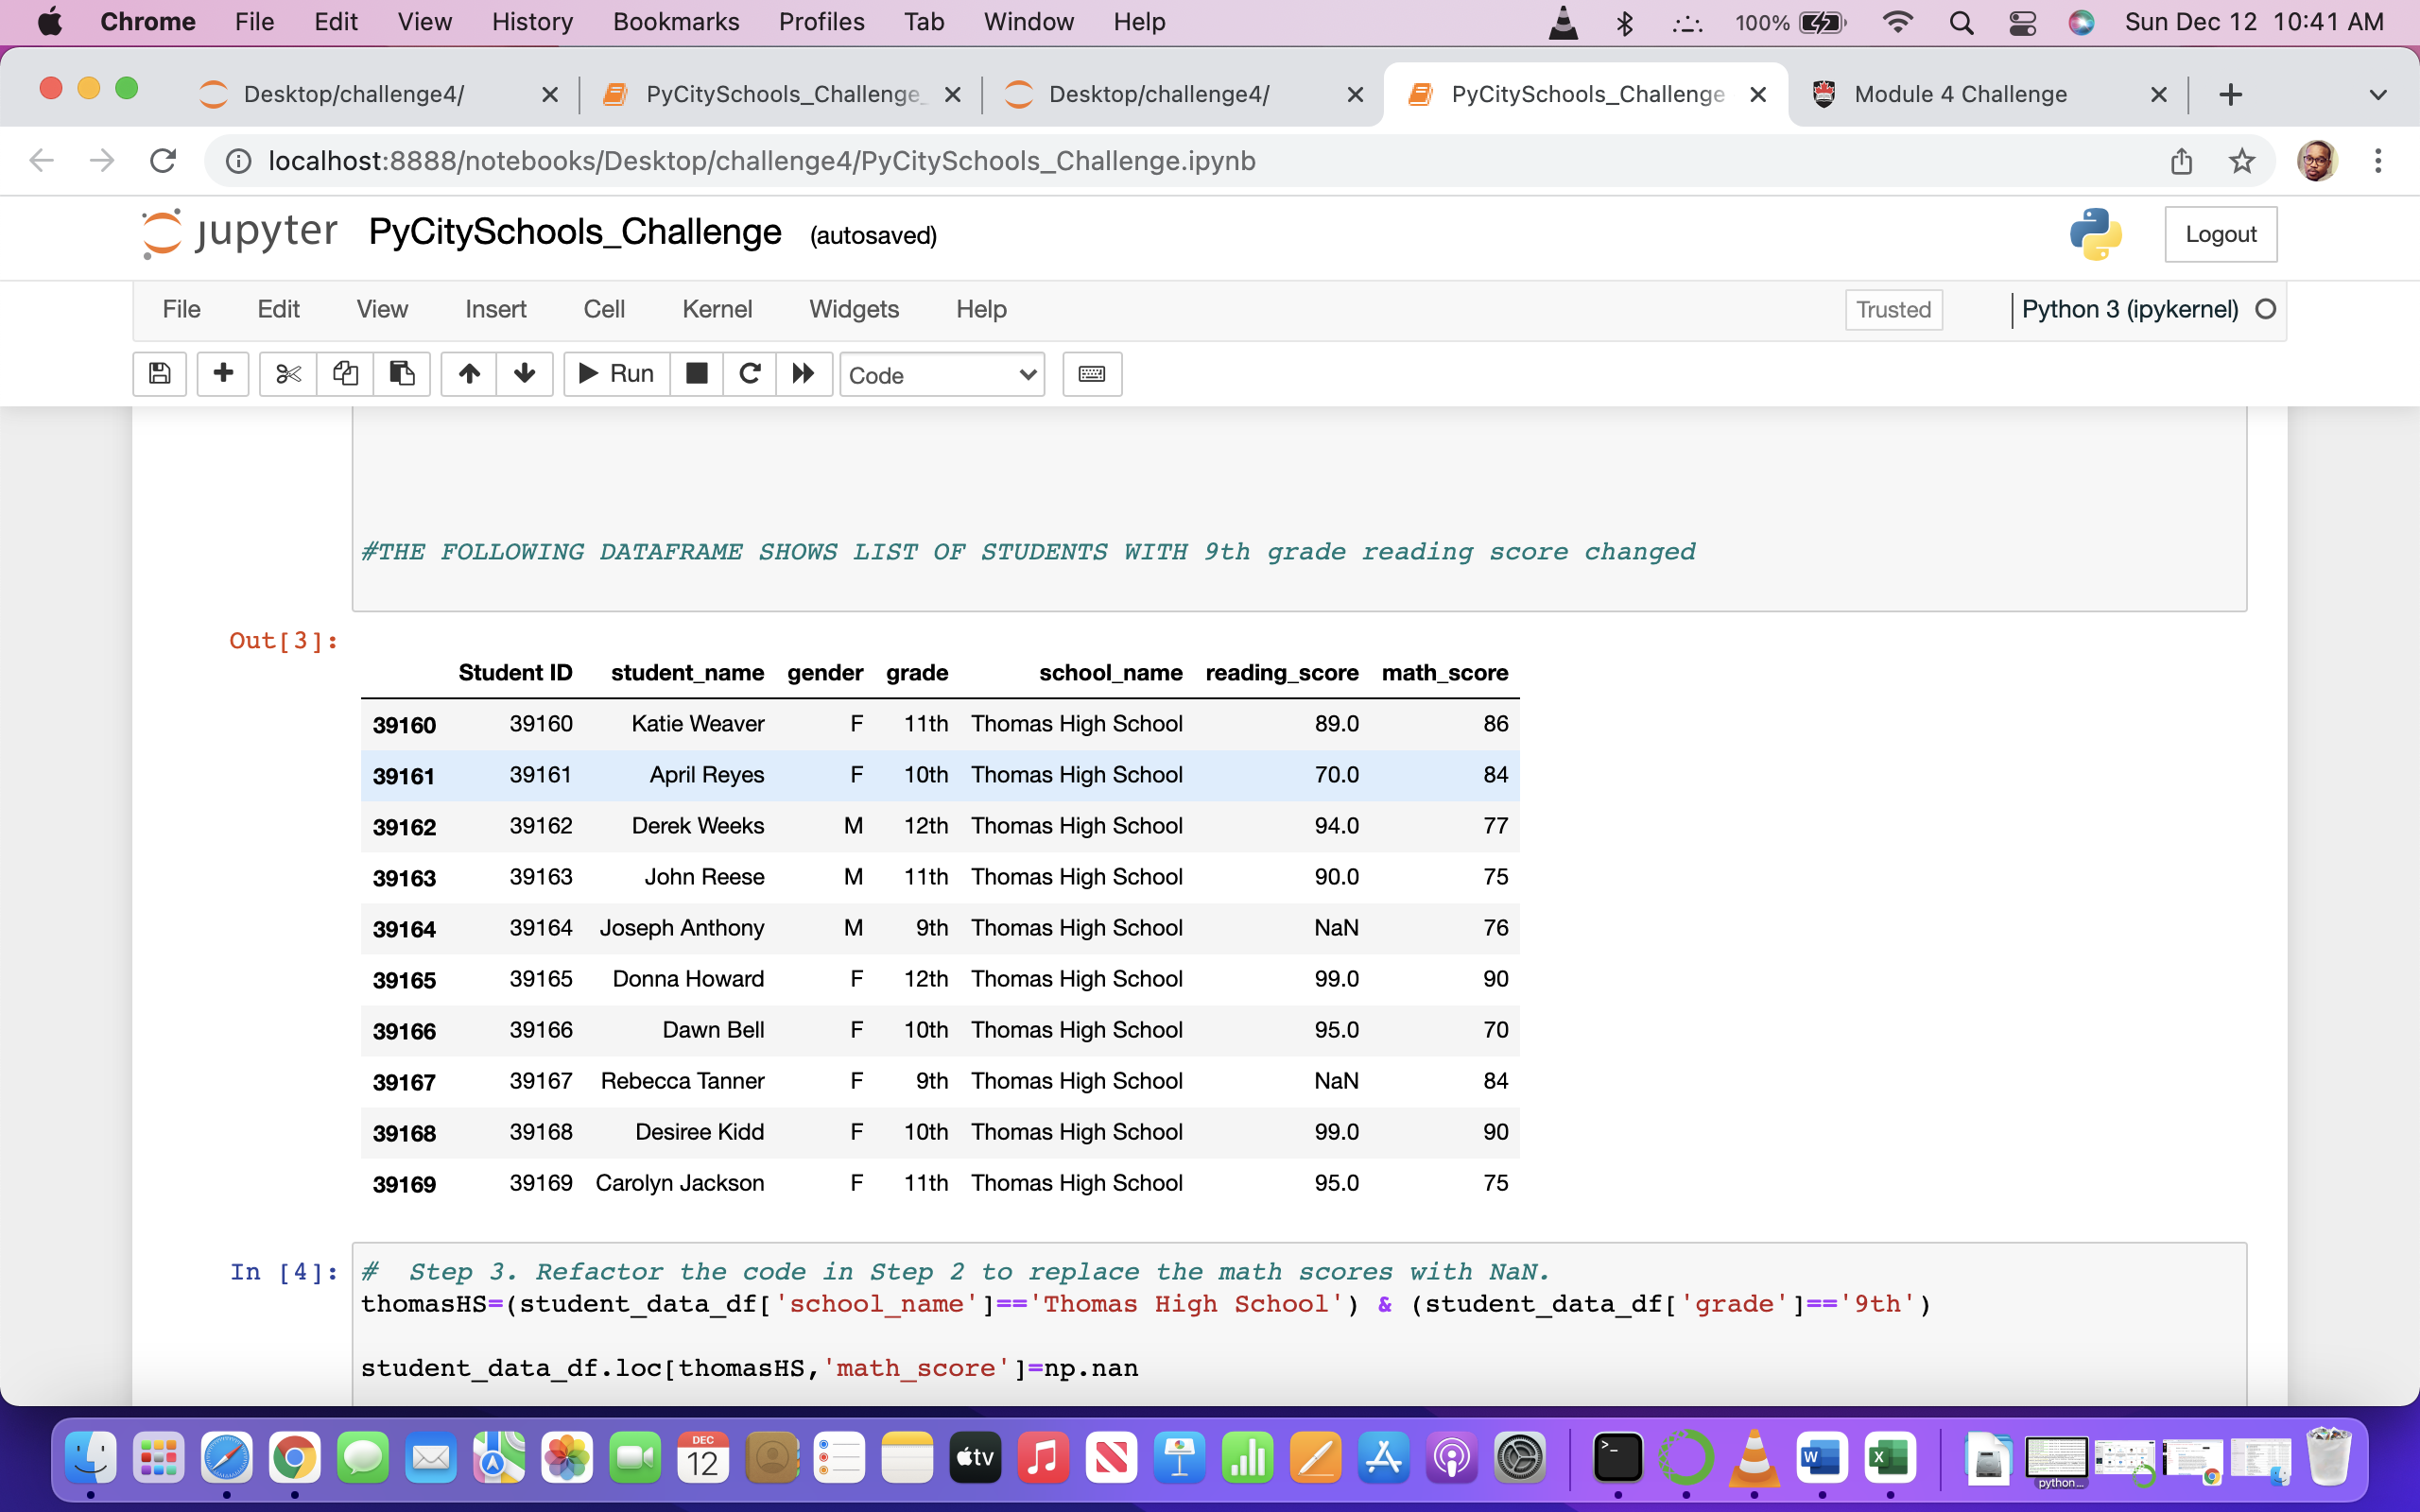 Chrome File Edit View History Bookmarks Profiles Tab Window Help 100% Sun Dec 12 10:41 AM
Desktop/challenge4/ PyCitySchools_Challenge_ Desktop/challenge4/ PyCitySchools_Challenge Module 4 Challenge
localhost:8888/notebooks/Desktop/challenge4/PyCitySchools_Challenge.ipynb
jupyter PyCitySchools_Challenge (autosaved) Logout
File Edit View Insert Cell Kernel Widgets Help Trusted Python 3 (ipykernel)
Run Code
#THE FOLLOWING DATAFRAME SHOWS LIST OF STUDENTS WITH 9th grade reading score changed
Out[3]:
Student ID student_name gender grade school_name reading_score math_score
39160 39160 Katie Weaver F 11th Thomas High School 89.0 86
39161 39161 April Reyes F 10th Thomas High School 70.0 84
39162 39162 Derek Weeks M 12th Thomas High School 94.0 77
39163 39163 John Reese M 11th Thomas High School 90.0 75
39164 39164 Joseph Anthony M 9th Thomas High School NaN 76
39165 39165 Donna Howard F 12th Thomas High School 99.0 90
39166 39166 Dawn Bell F 10th Thomas High School 95.0 70
39167 39167 Rebecca Tanner F 9th Thomas High School NaN 84
39168 39168 Desiree Kidd F 10th Thomas High School 99.0 90
39169 39169 Carolyn Jackson F 11th Thomas High School 95.0 75
In [4]: #  Step 3. Refactor the code in Step 2 to replace the math scores with NaN.
thomasHS=(student_data_df['school_name']=='Thomas High School') & (student_data_df['grade']=='9th')
student_data_df.loc[thomasHS,'math_score']=np.nan
DEC
12
tv
W
X
python...